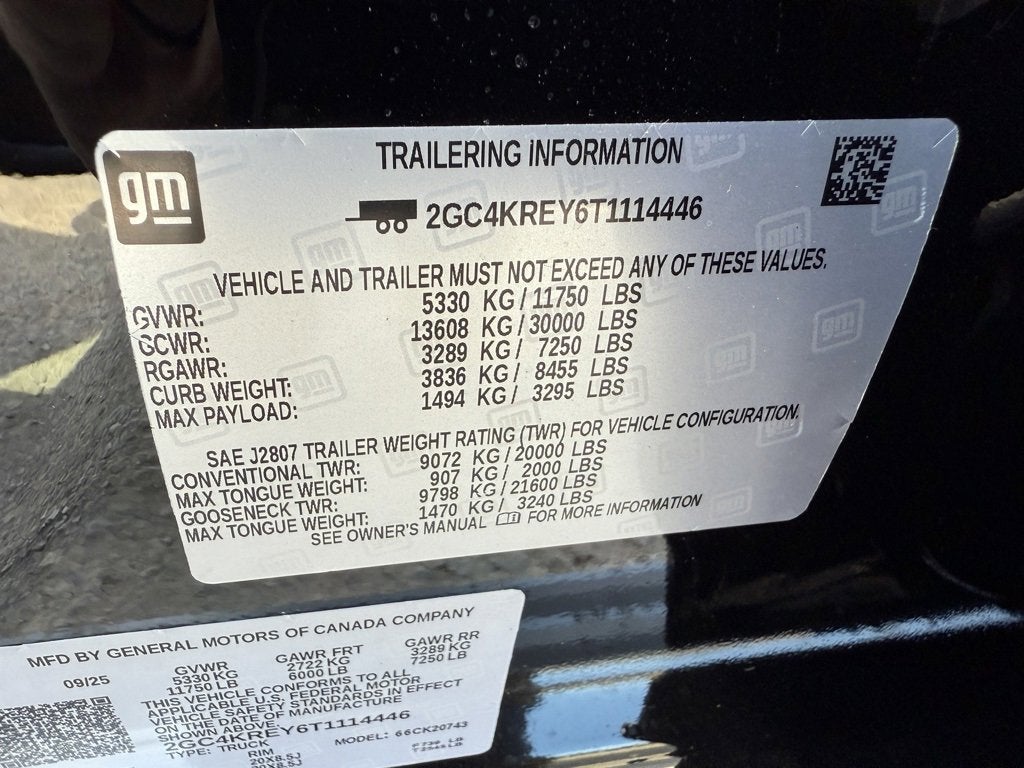 gm
TRAILERING INFORMATION
2GC4KREY6T1114446
VEHICLE AND TRAILER MUST NOT EXCEED ANY OF THESE VALUES.
GVWR: 5330 KG/11750 LBS
GCWR: 13608 KG/30000 LBS
RGAWR: 3289 KG/ 7250 LBS
CURB WEIGHT: 3836 KG/ 8455 LBS
MAX PAYLOAD: 1494 KG/ 3295 LBS
SAE J2807 TRAILER WEIGHT RATING (TWR) FOR VEHICLE CONFIGURATION.
CONVENTIONAL TWR: 9072 KG/20000 LBS
MAX TONGUE WEIGHT: 907 KG/ 2000 LBS
GOOSENECK TWR: 9798 KG/21600 LBS
MAX TONGUE WEIGHT: 1470 KG/ 3240 LBS
SEE OWNER'S MANUAL FOR MORE INFORMATION
MFD BY GENERAL MOTORS OF CANADA COMPANY
09/25 GVWR GAWR FRT GAWR RR
5330 KG 2722 KG 3289 KG
11750 LB 6000 LB 7250 LB
THIS VEHICLE CONFORMS TO ALL
APPLICABLE U.S. FEDERAL MOTOR
VEHICLE SAFETY STANDARDS IN EFFECT
ON THE DATE OF MANUFACTURE
SHOWN ABOVE.
2GC4KREY6T1114446
TYPE: TRUCK MODEL: 66CK20743
RIM
20X8.5J
20X8.5J